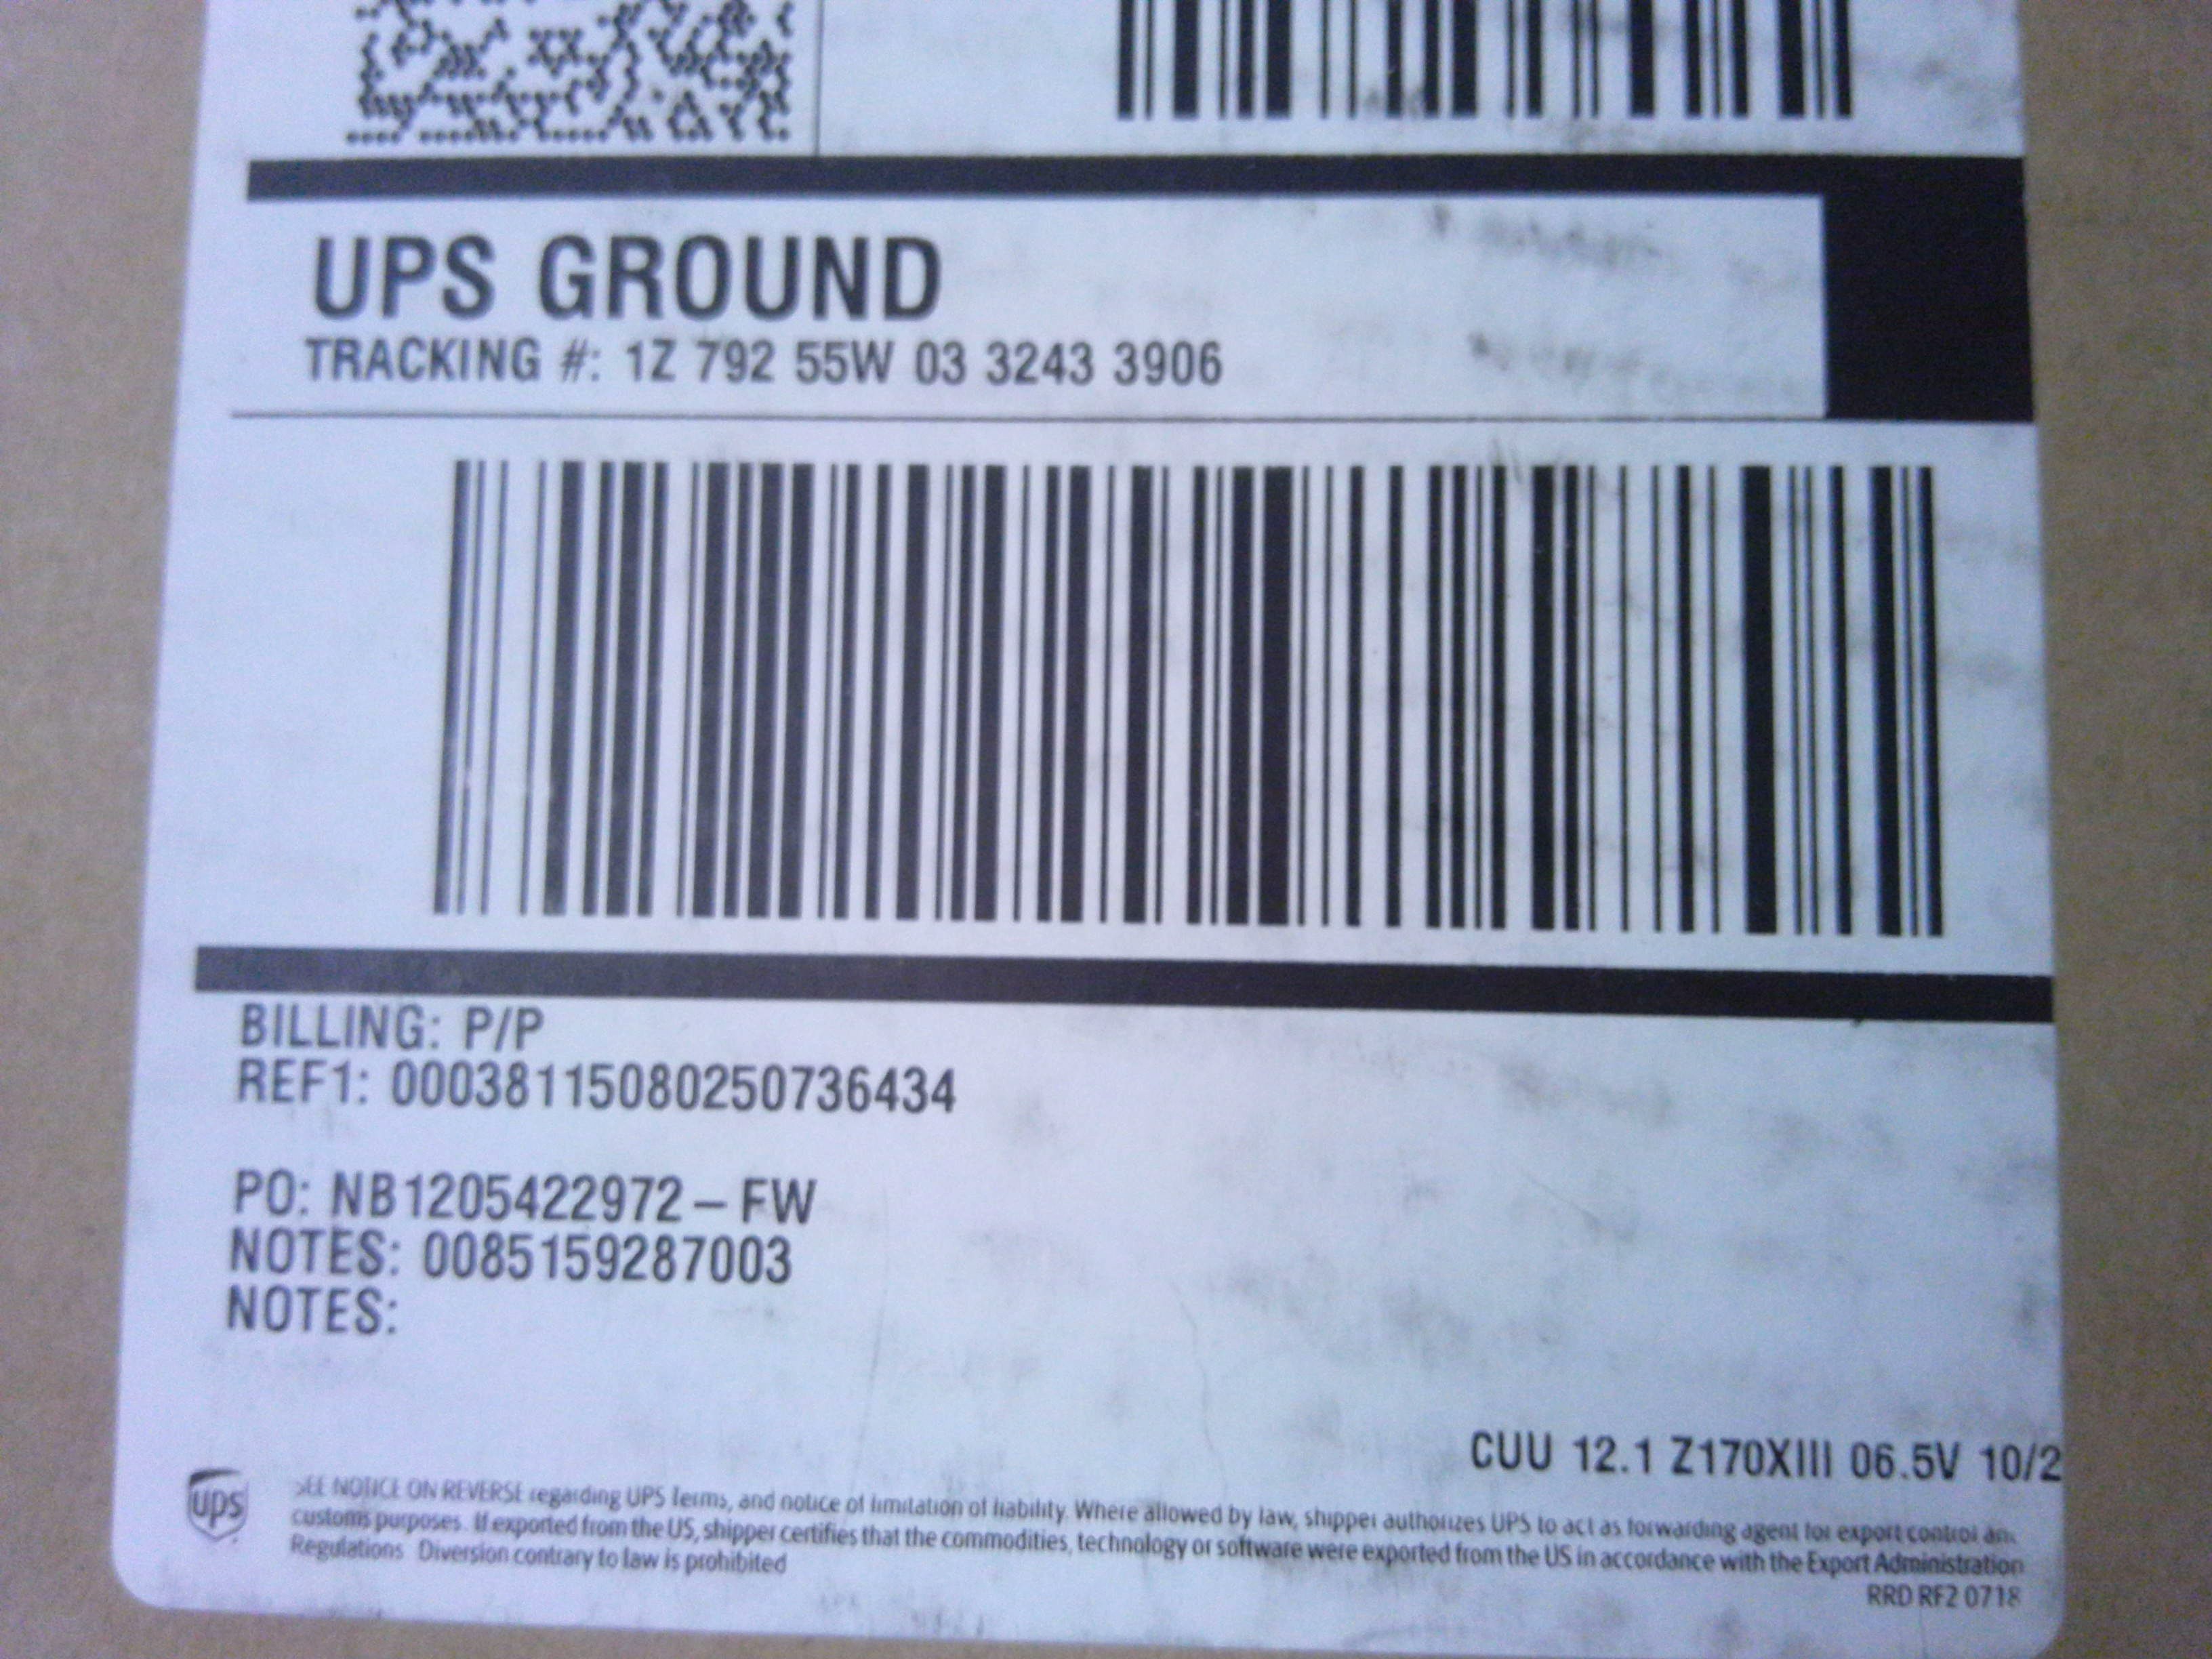 UPS GROUND
TRACKING #: 1Z 792 55W 03 3243 3906
BILLING: P/P
REF1: 00038115080250736434
PO: NB1205422972 – FW
NOTES: 0085159287003
NOTES:
CUU 12.1 Z170XIII 06.5V 10/2
ups
SEE NOTICE ON REVERSE regarding UPS Terms, and notice of limitation of liability. Where allowed by law, shipper authorizes UPS to act as forwarding agent for export control an
customs purposes. If exported from the US, shipper certifies that the commodities, technology or software were exported from the US in accordance with the Export Administration
Regulations Diversion contrary to law is prohibited
RRD RF2 0718